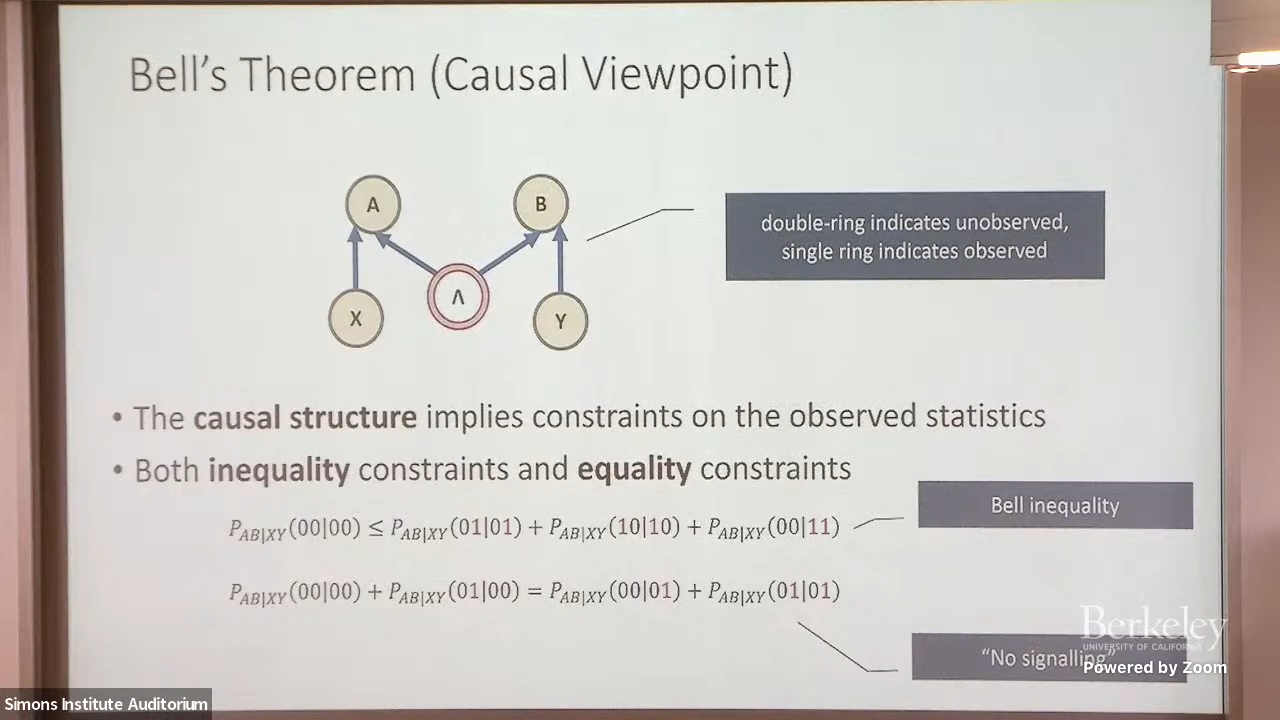 Bell's Theorem (Causal Viewpoint)
A
B
X
Λ
Y
double-ring indicates unobserved,
single ring indicates observed
• The causal structure implies constraints on the observed statistics
• Both inequality constraints and equality constraints
Bell inequality
P_{AB|XY}(00|00) ≤ P_{AB|XY}(01|01) + P_{AB|XY}(10|10) + P_{AB|XY}(00|11)
P_{AB|XY}(00|00) + P_{AB|XY}(01|00) = P_{AB|XY}(00|01) + P_{AB|XY}(01|01)
"No signalling"
Berkeley
UNIVERSITY OF CALIFORNIA
Powered by Zoom
Simons Institute Auditorium